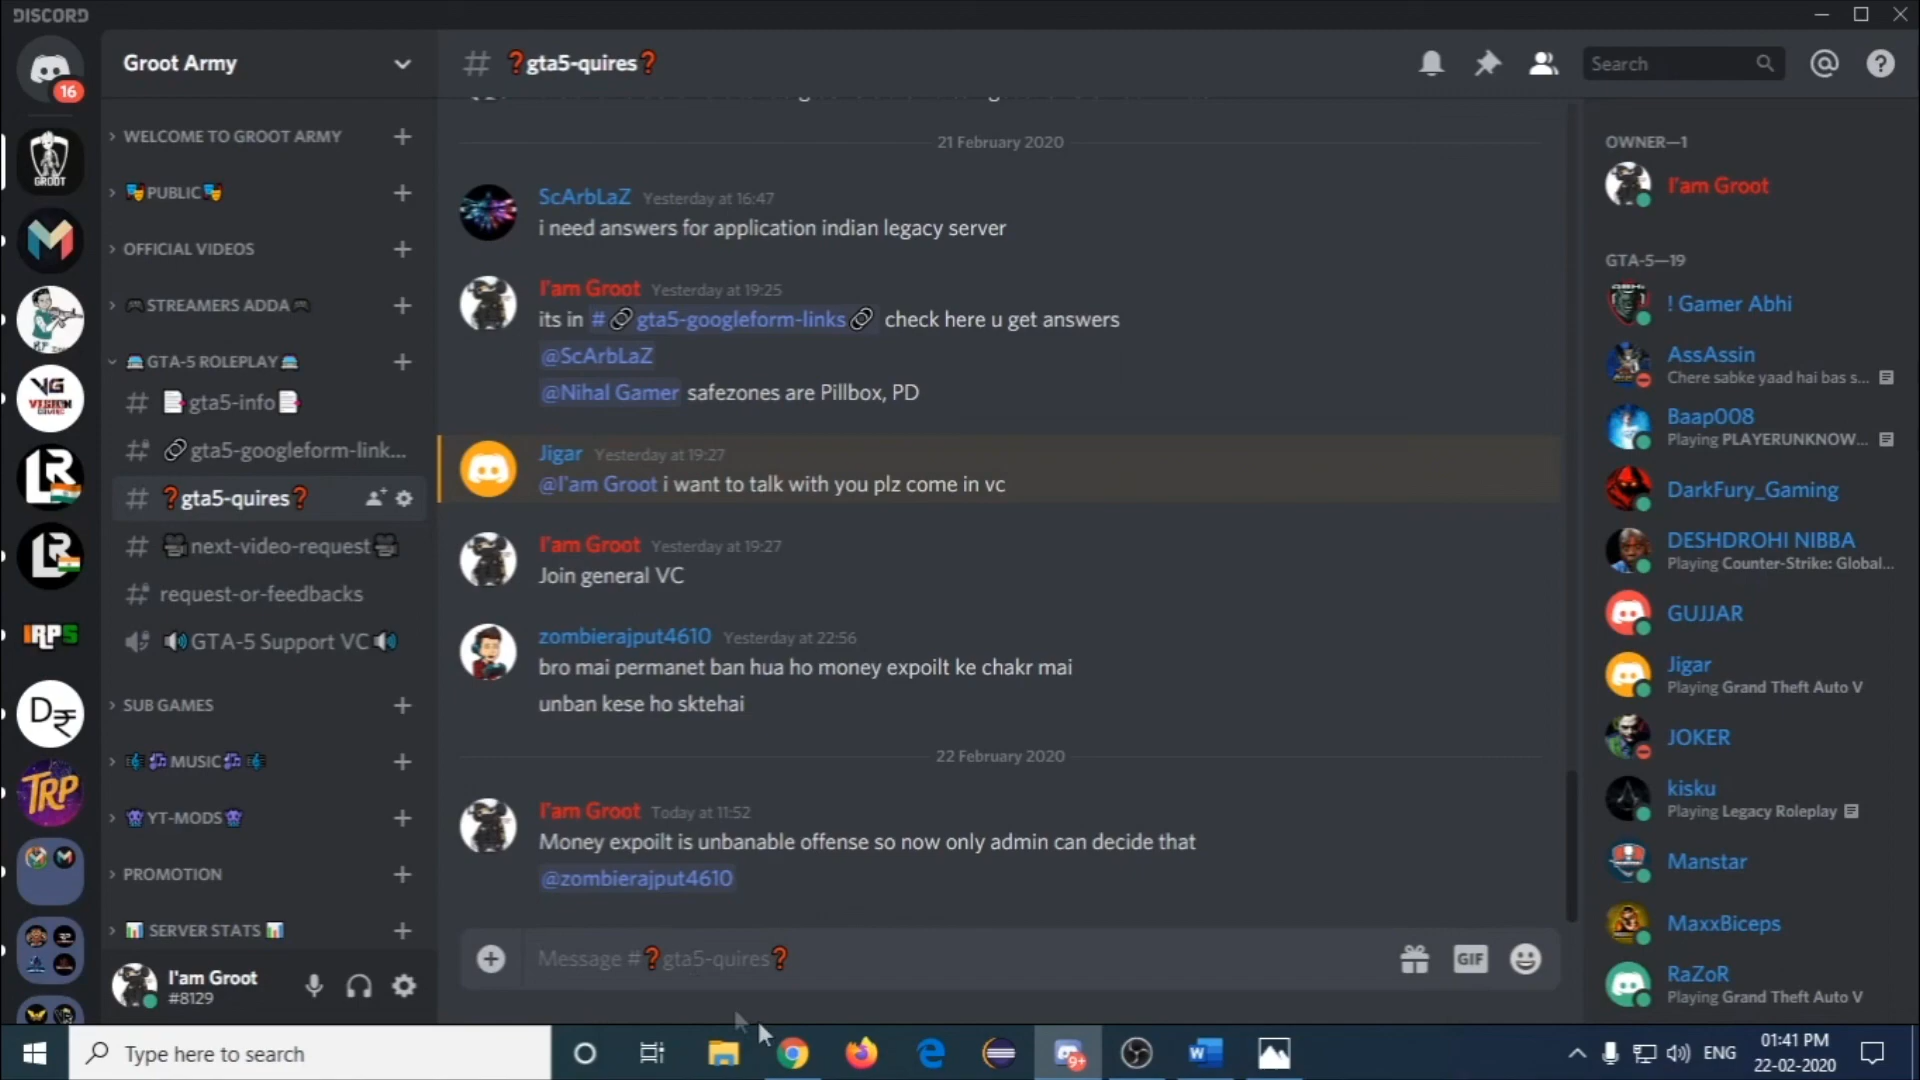 DISCORD
16
Groot Army
WELCOME TO GROOT ARMY
PUBLIC
OFFICIAL VIDEOS
STREAMERS ADDA
GTA-5 ROLEPLAY
# gta5-info
# gta5-googleform-link...
# ❓gta5-quires❓
# next-video-request
# request-or-feedbacks
GTA-5 Support VC
SUB GAMES
MUSIC
YT-MODS
PROMOTION
SERVER STATS
I'am Groot
#8129
GROOT
VG
VISION
LR
LR
IRP5
D₹
TRP
# ❓gta5-quires❓
Search
21 February 2020
ScArbLaZ Yesterday at 16:47
i need answers for application indian legacy server
I'am Groot Yesterday at 19:25
its in # gta5-googleform-links check here u get answers
@ScArbLaZ
@Nihal Gamer safezones are Pillbox, PD
Jigar Yesterday at 19:27
@I'am Groot i want to talk with you plz come in vc
I'am Groot Yesterday at 19:27
Join general VC
zombierajput4610 Yesterday at 22:56
bro mai permanet ban hua ho money expoilt ke chakr mai
unban kese ho sktehai
22 February 2020
I'am Groot Today at 11:52
Money expoilt is unbanable offense so now only admin can decide that
@zombierajput4610
Message #❓gta5-quires❓
GIF
OWNER—1
I'am Groot
GTA-5—19
! Gamer Abhi
AssAssin
Chere sabke yaad hai bas s...
Baap008
Playing PLAYERUNKNOW...
DarkFury_Gaming
DESHDROHI NIBBA
Playing Counter-Strike: Global...
GUJJAR
Jigar
Playing Grand Theft Auto V
JOKER
kisku
Playing Legacy Roleplay
Manstar
MaxxBiceps
RaZoR
Playing Grand Theft Auto V
Type here to search
9+
ENG
01:41 PM
22-02-2020